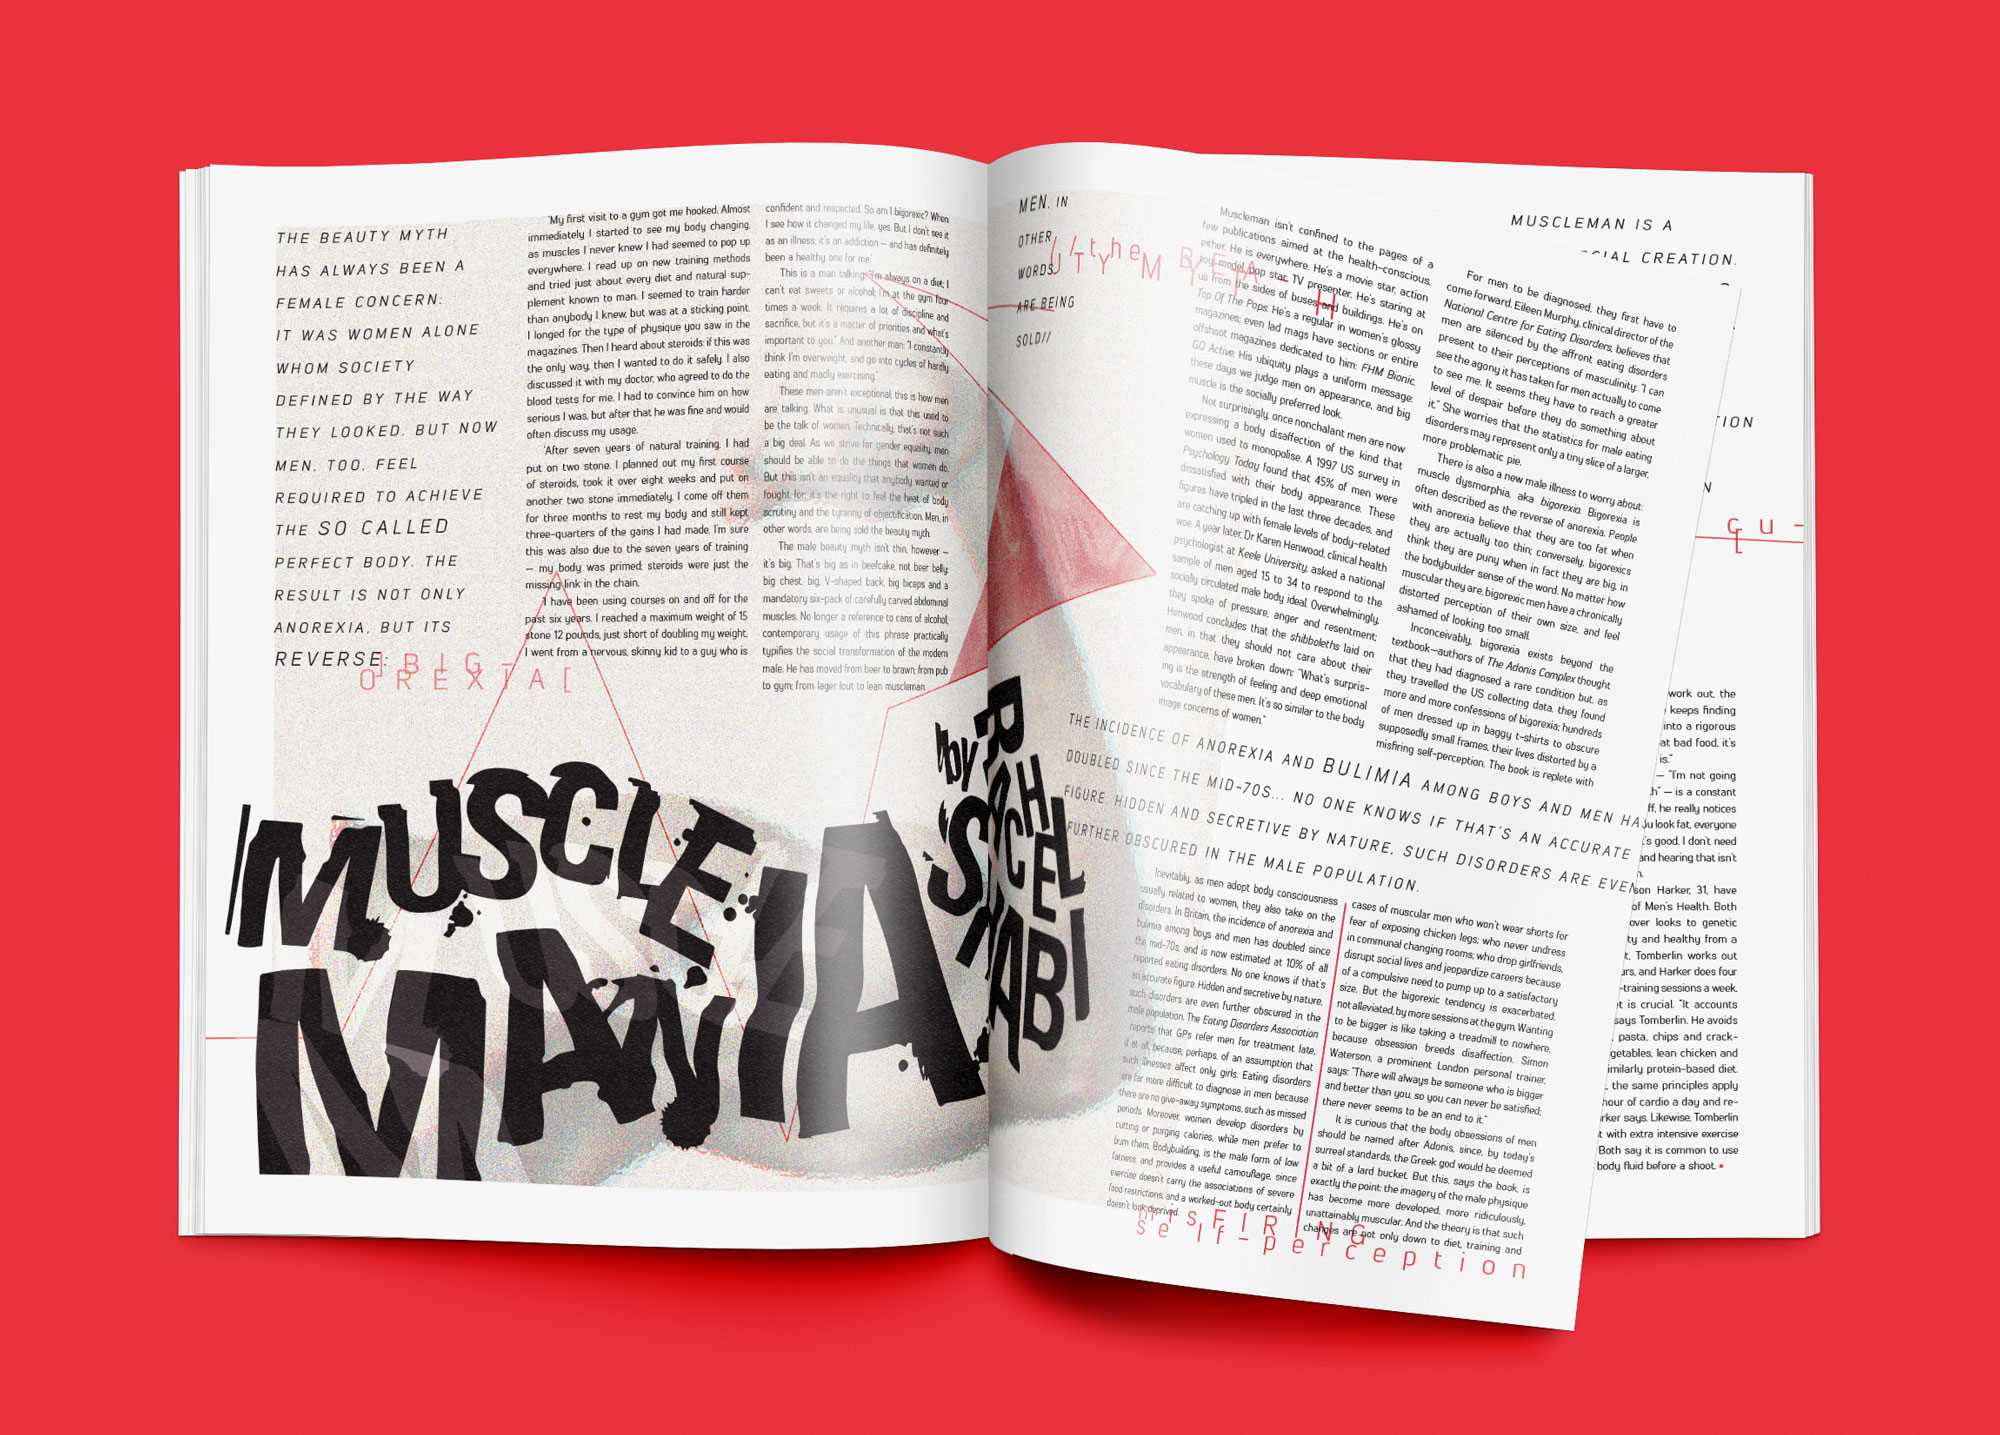 THE BEAUTY MYTH
HAS ALWAYS BEEN A
FEMALE CONCERN:
IT WAS WOMEN ALONE
WHOM SOCIETY
DEFINED BY THE WAY
THEY LOOKED. BUT NOW
MEN, TOO, FEEL
REQUIRED TO ACHIEVE
THE SO CALLED
PERFECT BODY. THE
RESULT IS NOT ONLY
ANOREXIA, BUT ITS
REVERSE:
]BIG-
OREXIA[
'My first visit to a gym got me hooked. Almost
immediately I started to see my body changing,
as muscles I never knew I had seemed to pop up
everywhere. I read up on new training methods
and tried just about every diet and natural sup-
plement known to man. I seemed to train harder
than anybody I knew, but was at a sticking point.
I longed for the type of physique you saw in the
magazines. Then I heard about steroids: if this was
the only way, then I wanted to do it safely. I also
discussed it with my doctor, who agreed to do the
blood tests for me. I had to convince him on how
serious I was, but after that he was fine and would
often discuss my usage.
'After seven years of natural training, I had
put on two stone. I planned out my first course
of steroids, took it over eight weeks and put on
another two stone immediately. I come off them
for three months to rest my body and still kept
three-quarters of the gains I had made. I'm sure
this was also due to the seven years of training
– my body was primed; steroids were just the
missing link in the chain.
'I have been using courses on and off for the
past six years. I reached a maximum weight of 15
stone 12 pounds, just short of doubling my weight.
I went from a nervous, skinny kid to a guy who is
confident and respected. So am I bigorexic? When
I see how it changed my life, yes. But I don't see it
as an illness; it's an addiction – and has definitely
been a healthy one for me.'
This is a man talking: "I'm always on a diet; I
can't eat sweets or alcohol; I'm at the gym four
times a week. It requires a lot of discipline and
sacrifice, but it's a matter of priorities and what's
important to you." And another man: "I constantly
think I'm overweight, and go into cycles of hardly
eating and madly exercising."
These men aren't exceptional; this is how men
are talking. What is unusual is that this used to
be the talk of women. Technically, that's not such
a big deal. As we strive for gender equality, men
should be able to do the things that women do.
But this isn't an equality that anybody wanted or
fought for; it's the right to feel the heat of body
scrutiny and the tyranny of objectification. Men, in
other words, are being sold the beauty myth.
The male beauty myth isn't thin, however –
it's big. That's big as in beefcake, not beer belly:
big chest, big, V-shaped back, big biceps and a
mandatory six-pack of carefully carved abdominal
muscles. No longer a reference to cans of alcohol,
contemporary usage of this phrase practically
typifies the social transformation of the modern
male. He has moved from beer to brawn; from pub
to gym; from lager lout to lean muscleman.
MUSCLE
MANIA
by
RACHEL
SHABI
MEN, IN
OTHER
WORDS
ARE BEING
SOLD//
Muscleman isn't confined to the pages of a
few publications aimed at the health-conscious,
either. He is everywhere. He's a movie star, action
toy model, pop star, TV presenter. He's staring at
us from the sides of buses and buildings. He's on
Top Of The Pops. He's a regular in women's glossy
magazines; even lad mags have sections or entire
offshoot magazines dedicated to him: FHM Bionic,
GQ Active. His ubiquity plays a uniform message:
these days we judge men on appearance, and big
muscle is the socially preferred look.
Not surprisingly, once nonchalant men are now
expressing a body disaffection of the kind that
women used to monopolise. A 1997 US survey in
Psychology Today found that 45% of men were
dissatisfied with their body appearance. These
figures have tripled in the last three decades, and
are catching up with female levels of body-related
woe. A year later, Dr Karen Henwood, clinical health
psychologist at Keele University, asked a national
sample of men aged 15 to 34 to respond to the
socially circulated male body ideal. Overwhelmingly,
they spoke of pressure, anger and resentment;
Henwood concludes that the shibboleths laid on
men, in that they should not care about their
appearance, have broken down: "What's surpris-
ing is the strength of feeling and deep emotional
vocabulary of these men. It's so similar to the body
image concerns of women."
For men to be diagnosed, they first have to
come forward. Eileen Murphy, clinical director of the
National Centre for Eating Disorders, believes that
men are silenced by the affront eating disorders
present to their perceptions of masculinity: "I can
see the agony it has taken for men actually to come
to see me. It seems they have to reach a greater
level of despair before they do something about
it." She worries that the statistics for male eating
disorders may represent only a tiny slice of a larger,
more problematic pie.
There is also a new male illness to worry about:
muscle dysmorphia, aka bigorexia. Bigorexia is
often described as the reverse of anorexia. People
with anorexia believe that they are too fat when
they are actually too thin; conversely, bigorexics
think they are puny when in fact they are big, in
the bodybuilder sense of the word. No matter how
muscular they are, bigorexic men have a chronically
distorted perception of their own size, and feel
ashamed of looking too small.
Inconceivably, bigorexia exists beyond the
textbook–authors of The Adonis Complex thought
that they had diagnosed a rare condition but, as
they travelled the US collecting data, they found
more and more confessions of bigorexia; hundreds
of men dressed up in baggy t-shirts to obscure
supposedly small frames, their lives distorted by a
misfiring self-perception. The book is replete with
THE INCIDENCE OF ANOREXIA AND BULIMIA AMONG BOYS AND MEN HAS
DOUBLED SINCE THE MID-70S... NO ONE KNOWS IF THAT'S AN ACCURATE
FIGURE. HIDDEN AND SECRETIVE BY NATURE, SUCH DISORDERS ARE EVEN
FURTHER OBSCURED IN THE MALE POPULATION.
Inevitably, as men adopt body consciousness
usually related to women, they also take on the
disorders. In Britain, the incidence of anorexia and
bulimia among boys and men has doubled since
the mid-70s, and is now estimated at 10% of all
reported eating disorders. No one knows if that's
an accurate figure. Hidden and secretive by nature,
such disorders are even further obscured in the
male population. The Eating Disorders Association
reports that GPs refer men for treatment late,
if at all, because, perhaps, of an assumption that
such illnesses affect only girls. Eating disorders
are far more difficult to diagnose in men because
there are no give-away symptoms, such as missed
periods. Moreover, women develop disorders by
cutting or purging calories, while men prefer to
burn them. Bodybuilding, is the male form of low
fatness, and provides a useful camouflage, since
exercise doesn't carry the associations of severe
food restrictions, and a worked-out body certainly
doesn't look deprived.
cases of muscular men who won't wear shorts for
fear of exposing chicken legs; who never undress
in communal changing rooms; who drop girlfriends,
disrupt social lives and jeopardize careers because
of a compulsive need to pump up to a satisfactory
size. But the bigorexic tendency is exacerbated,
not alleviated, by more sessions at the gym. Wanting
to be bigger is like taking a treadmill to nowhere,
because obsession breeds disaffection. Simon
Waterson, a prominent London personal trainer,
says: "There will always be someone who is bigger
and better than you, so you can never be satisfied;
there never seems to be an end to it."
It is curious that the body obsessions of men
should be named after Adonis, since, by today's
surreal standards, the Greek god would be deemed
a bit of a lard bucket. But this, says the book, is
exactly the point: the imagery of the male physique
has become more developed, more ridiculously,
unattainably muscular. And the theory is that such
changes are not only down to diet, training and
misFIRING
self-perception
MUSCLEMAN IS A
CIAL CREATION.
TION
N
cu-
[
work out, the
keeps finding
into a rigorous
at bad food, it's
is."
– "I'm not going
h" – is a constant
ff, he really notices
u look fat, everyone
's good. I don't need
and hearing that isn't
n.
son Harker, 31, have
of Men's Health. Both
over looks to genetic
ty and healthy from a
t. Tomberlin works out
urs, and Harker does four
-training sessions a week.
t is crucial. "It accounts
says Tomberlin. He avoids
, pasta, chips and crack-
getables, lean chicken and
imilarly protein-based diet.
, the same principles apply
hour of cardio a day and re-
rker says. Likewise, Tomberlin
t with extra intensive exercise
Both say it is common to use
body fluid before a shoot.